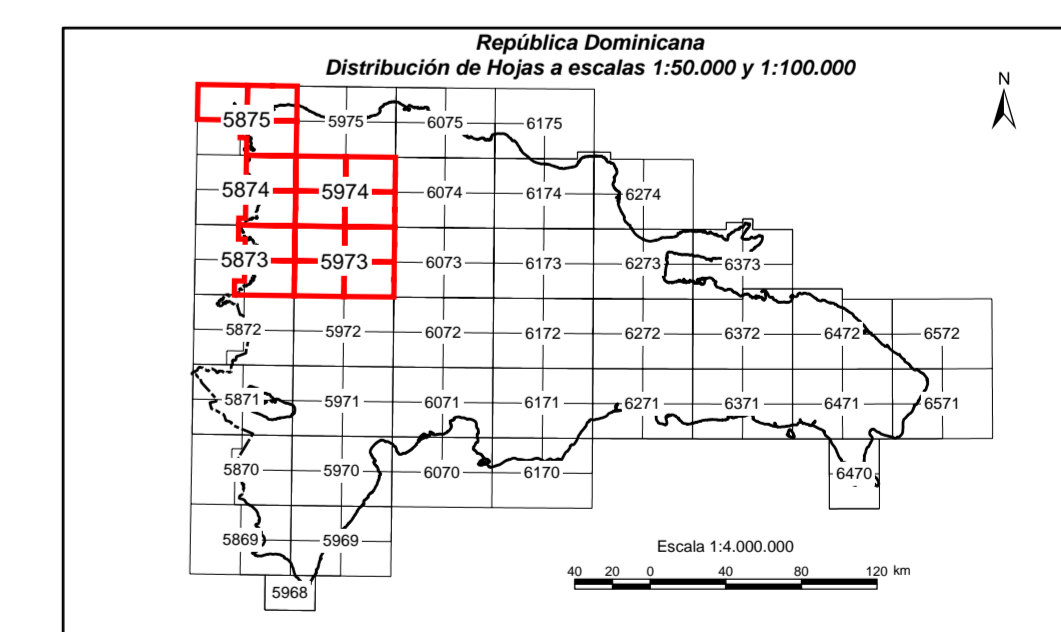 República Dominicana
Distribución de Hojas a escalas 1:50.000 y 1:100.000
N
5875 5975 6075 6175
5874 5974 6074 6174 6274
5873 5973 6073 6173 6273 6373
5872 5972 6072 6172 6272 6372 6472 6572
5871 5971 6071 6171 6271 6371 6471 6571
5870 5970 6070 6170 6470
5869 5969
Escala 1:4.000.000
40 20 0 40 80 120 km
5968